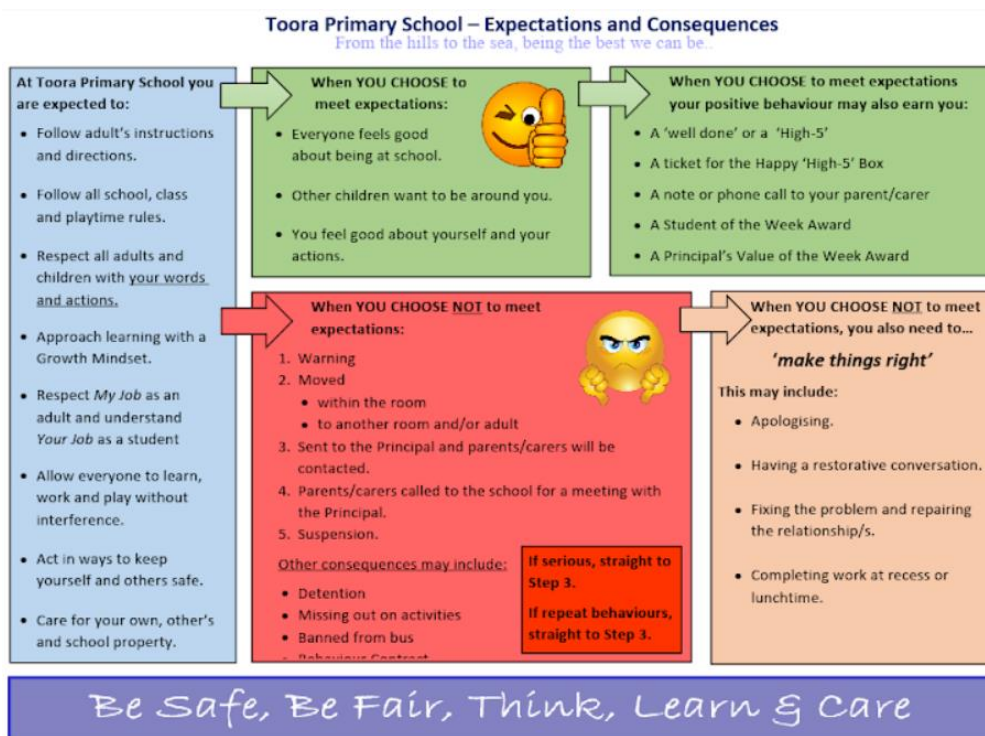 Toora Primary School – Expectations and Consequences
From the hills to the sea, being the best we can be..
At Toora Primary School you
are expected to:
• Follow adult's instructions
and directions.
• Follow all school, class
and playtime rules.
• Respect all adults and
children with your words
and actions.
• Approach learning with a
Growth Mindset.
• Respect My Job as an
adult and understand
Your Job as a student
• Allow everyone to learn,
work and play without
interference.
• Act in ways to keep
yourself and others safe.
• Care for your own, other's
and school property.
When YOU CHOOSE to
meet expectations:
• Everyone feels good
about being at school.
• Other children want to be around you.
• You feel good about yourself and your
actions.
When YOU CHOOSE to meet expectations
your positive behaviour may also earn you:
• A 'well done' or a 'High-5'
• A ticket for the Happy 'High-5' Box
• A note or phone call to your parent/carer
• A Student of the Week Award
• A Principal's Value of the Week Award
When YOU CHOOSE NOT to meet
expectations:
1. Warning
2. Moved
• within the room
• to another room and/or adult
3. Sent to the Principal and parents/carers will be
contacted.
4. Parents/carers called to the school for a meeting with
the Principal.
5. Suspension.
Other consequences may include:
• Detention
• Missing out on activities
• Banned from bus
• Behaviour Contract
If serious, straight to
Step 3.
If repeat behaviours,
straight to Step 3.
When YOU CHOOSE NOT to meet
expectations, you also need to…
'make things right'
This may include:
• Apologising.
• Having a restorative conversation.
• Fixing the problem and repairing
the relationship/s.
• Completing work at recess or
lunchtime.
Be Safe, Be Fair, Think, Learn & Care